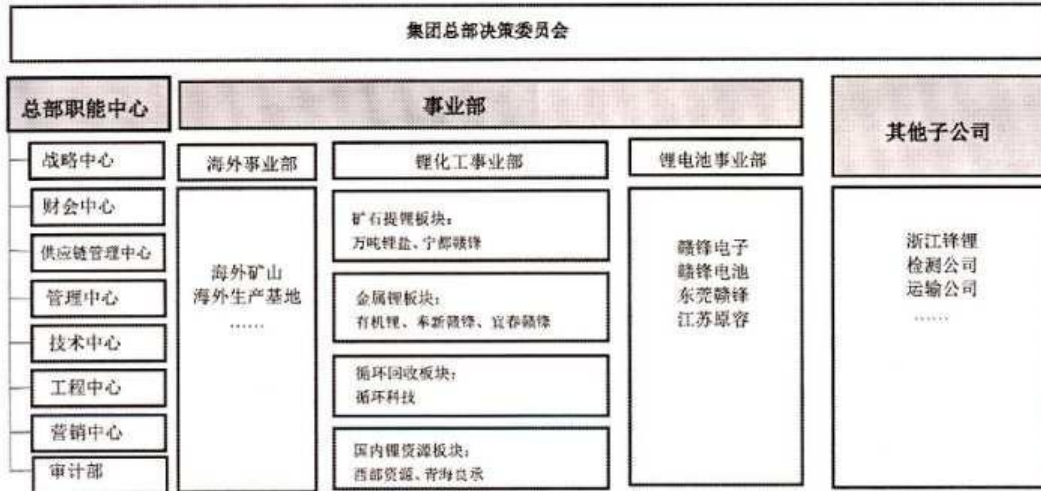 集团总部决策委员会
总部职能中心
战略中心
财会中心
供应链管理中心
管理中心
技术中心
工程中心
营销中心
审计部
事业部
海外事业部
海外矿山
海外生产基地
……
锂化工事业部
矿石提锂板块:
万吨锂盐、宁都赣锋
金属锂板块:
有机锂、奉新赣锋、宜春赣锋
循环回收板块:
循环科技
国内锂资源板块:
西部资源、青海良承
锂电池事业部
赣锋电子
赣锋电池
东莞赣锋
江苏原容
其他子公司
浙江锋锂
检测公司
运输公司
……